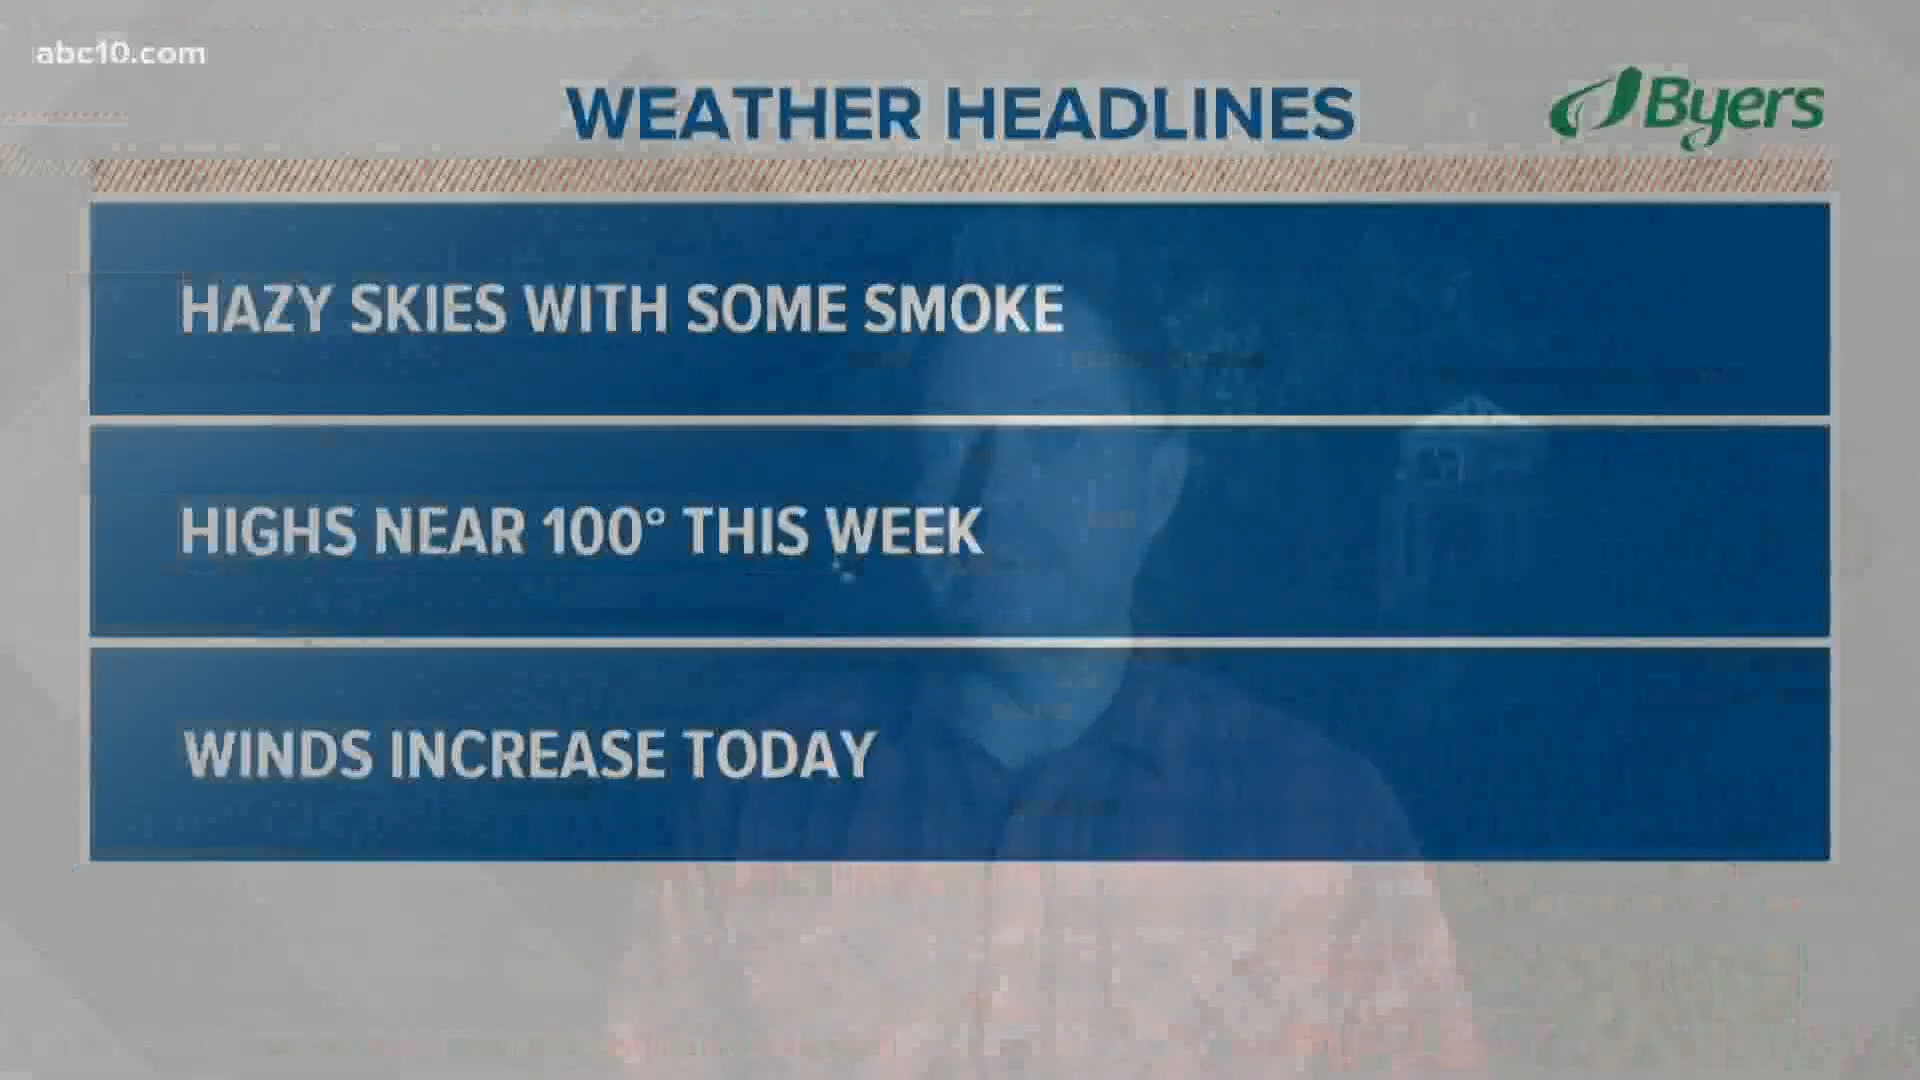 abc10.com
WEATHER HEADLINES
Byers
HAZY SKIES WITH SOME SMOKE
HIGHS NEAR 100° THIS WEEK
WINDS INCREASE TODAY